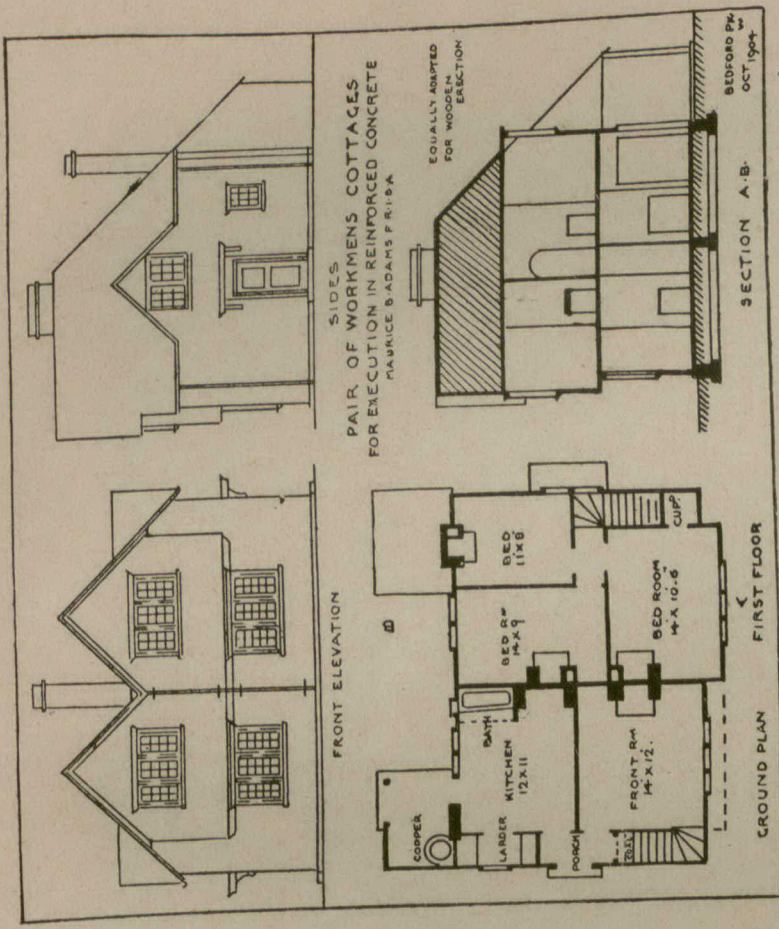 FRONT ELEVATION
SIDES
PAIR OF WORKMENS COTTAGES
FOR EXECUTION IN REINFORCED CONCRETE
MAURICE B. ADAMS F.R.I.B.A
EQUALLY ADAPTED
FOR WOODEN
ERECTION
COPPER
LARDER
PORCH
COAL
BATH
KITCHEN
12 X 11
FRONT RM
14' X 12'.
BED RM
14 X 9
BED
11' X 8'
BED ROOM
14' X 10.6"
CUPD
B
A
GROUND PLAN
FIRST FLOOR
SECTION A.B.
BEDFORD PK
W
OCT 1904